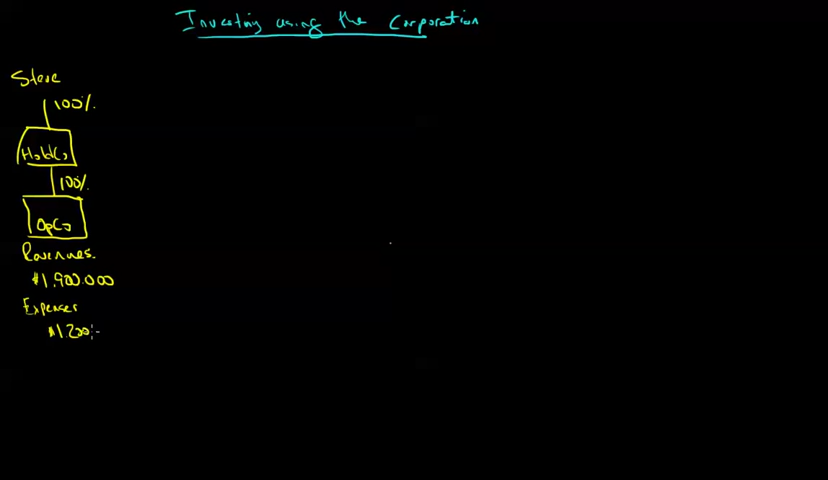 Investing using the Corporation
Steve
100%
HoldCo
100%
OpCo
Revenues
$1,900,000
Expenses
$1,200,